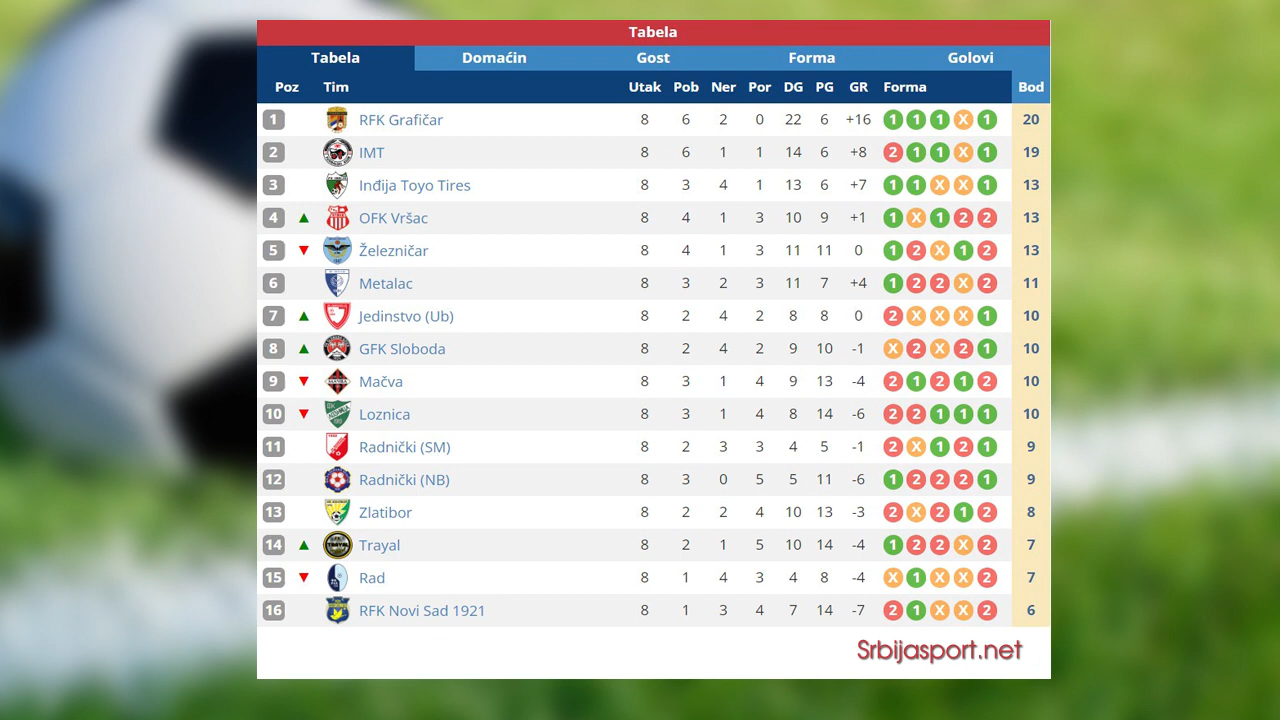 Tabela
Tabela Domaćin Gost Forma Golovi
Poz Tim Utak Pob Ner Por DG PG GR Forma Bod
1 RFK Grafičar 8 6 2 0 22 6 +16 1 1 1 X 1 20
2 IMT 8 6 1 1 14 6 +8 2 1 1 X 1 19
3 Inđija Toyo Tires 8 3 4 1 13 6 +7 1 1 X X 1 13
4 OFK Vršac 8 4 1 3 10 9 +1 1 X 1 2 2 13
5 Železničar 8 4 1 3 11 11 0 1 2 X 1 2 13
6 Metalac 8 3 2 3 11 7 +4 1 2 2 X 2 11
7 Jedinstvo (Ub) 8 2 4 2 8 8 0 2 X X X 1 10
8 GFK Sloboda 8 2 4 2 9 10 -1 X 2 X 2 1 10
9 Mačva 8 3 1 4 9 13 -4 2 1 2 1 2 10
10 Loznica 8 3 1 4 8 14 -6 2 2 1 1 1 10
11 Radnički (SM) 8 2 3 3 4 5 -1 2 X 1 2 1 9
12 Radnički (NB) 8 3 0 5 5 11 -6 1 2 2 2 1 9
13 Zlatibor 8 2 2 4 10 13 -3 2 X 2 1 2 8
14 Trayal 8 2 1 5 10 14 -4 1 2 2 X 2 7
15 Rad 8 1 4 3 4 8 -4 X 1 X X 2 7
16 RFK Novi Sad 1921 8 1 3 4 7 14 -7 2 1 X X 2 6
Srbijasport.net